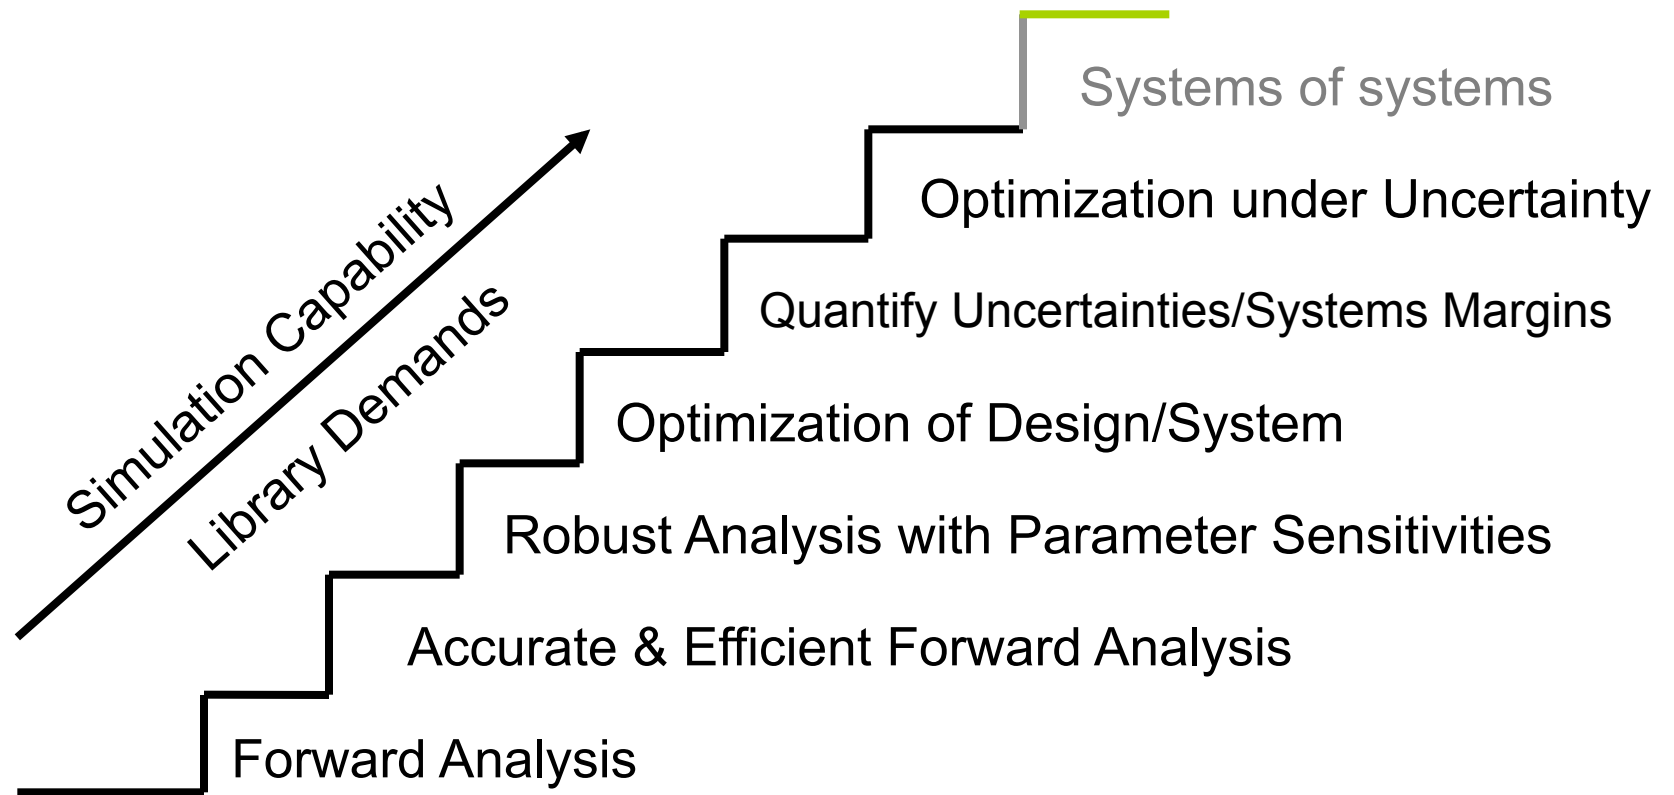 Systems of systems
Optimization under Uncertainty
Quantify Uncertainties/Systems Margins
Optimization of Design/System
Robust Analysis with Parameter Sensitivities
Accurate & Efficient Forward Analysis
Forward Analysis
Simulation Capability
Library Demands